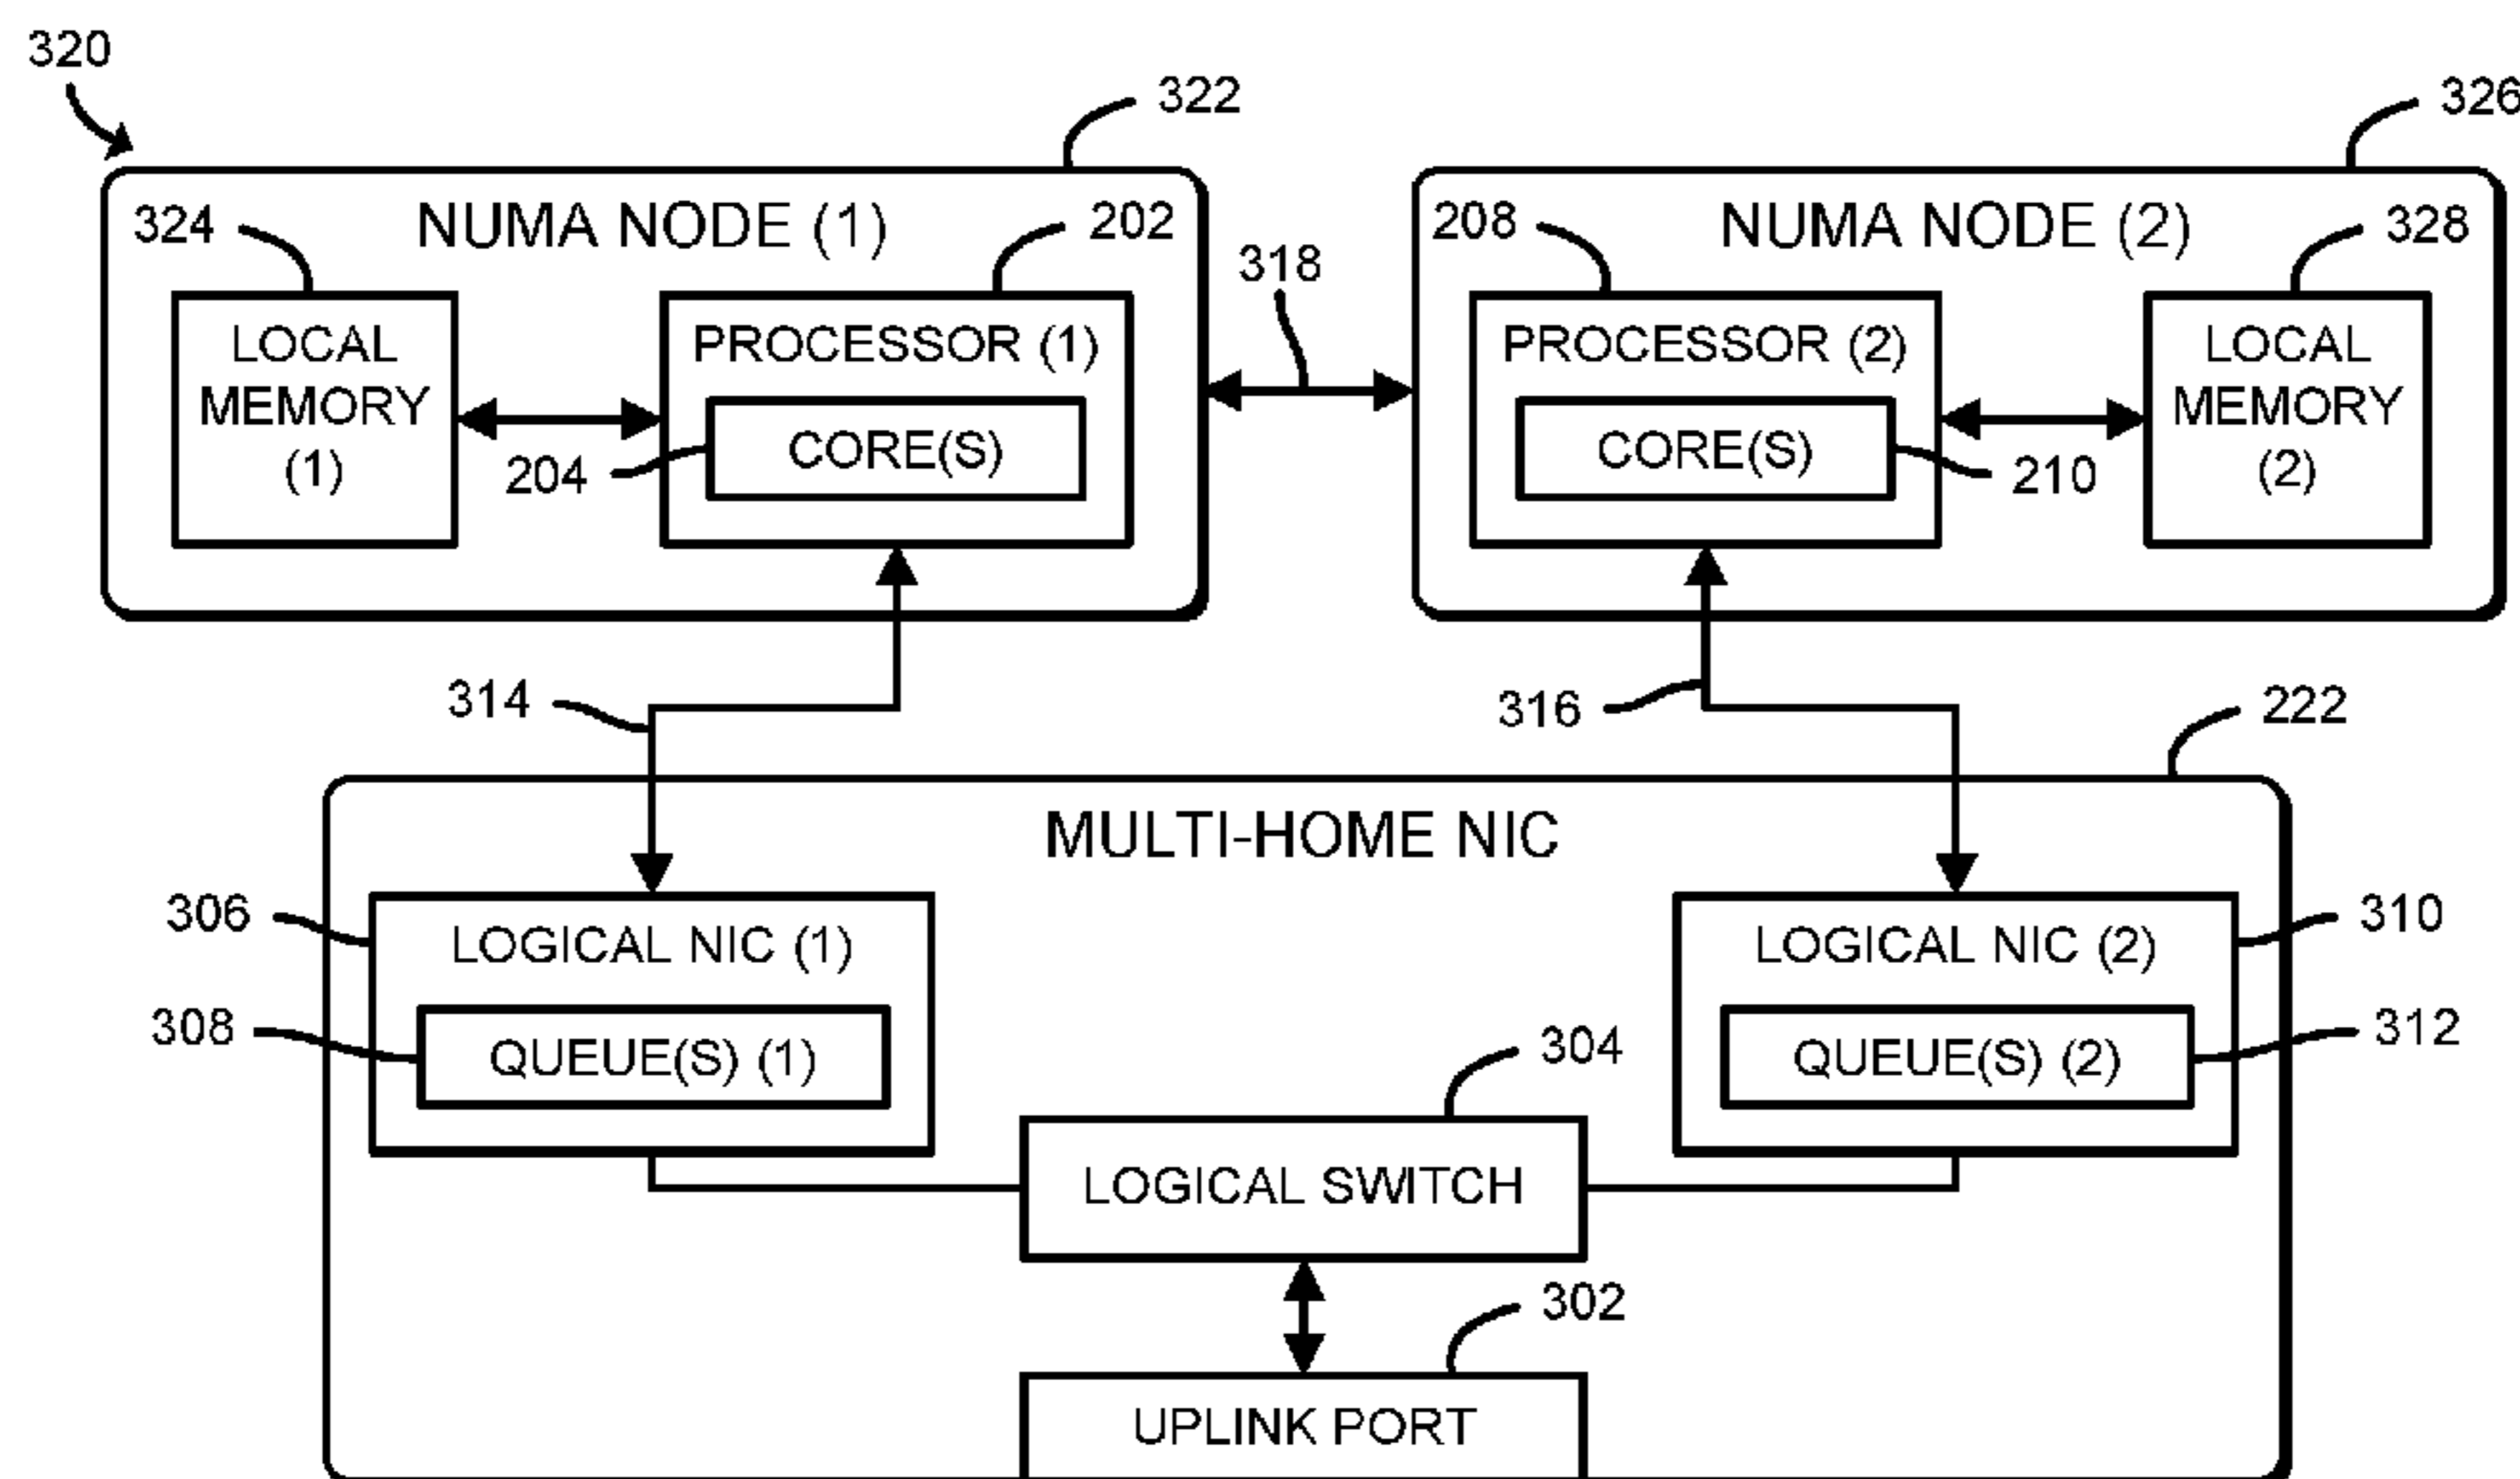 320
322
326
NUMA NODE (1)
324
202
LOCAL
MEMORY
(1)
PROCESSOR (1)
CORE(S)
204
318
NUMA NODE (2)
208
328
PROCESSOR (2)
CORE(S)
210
LOCAL
MEMORY
(2)
314
316
222
MULTI-HOME NIC
306
LOGICAL NIC (1)
308
QUEUE(S) (1)
310
LOGICAL NIC (2)
312
QUEUE(S) (2)
304
LOGICAL SWITCH
302
UPLINK PORT